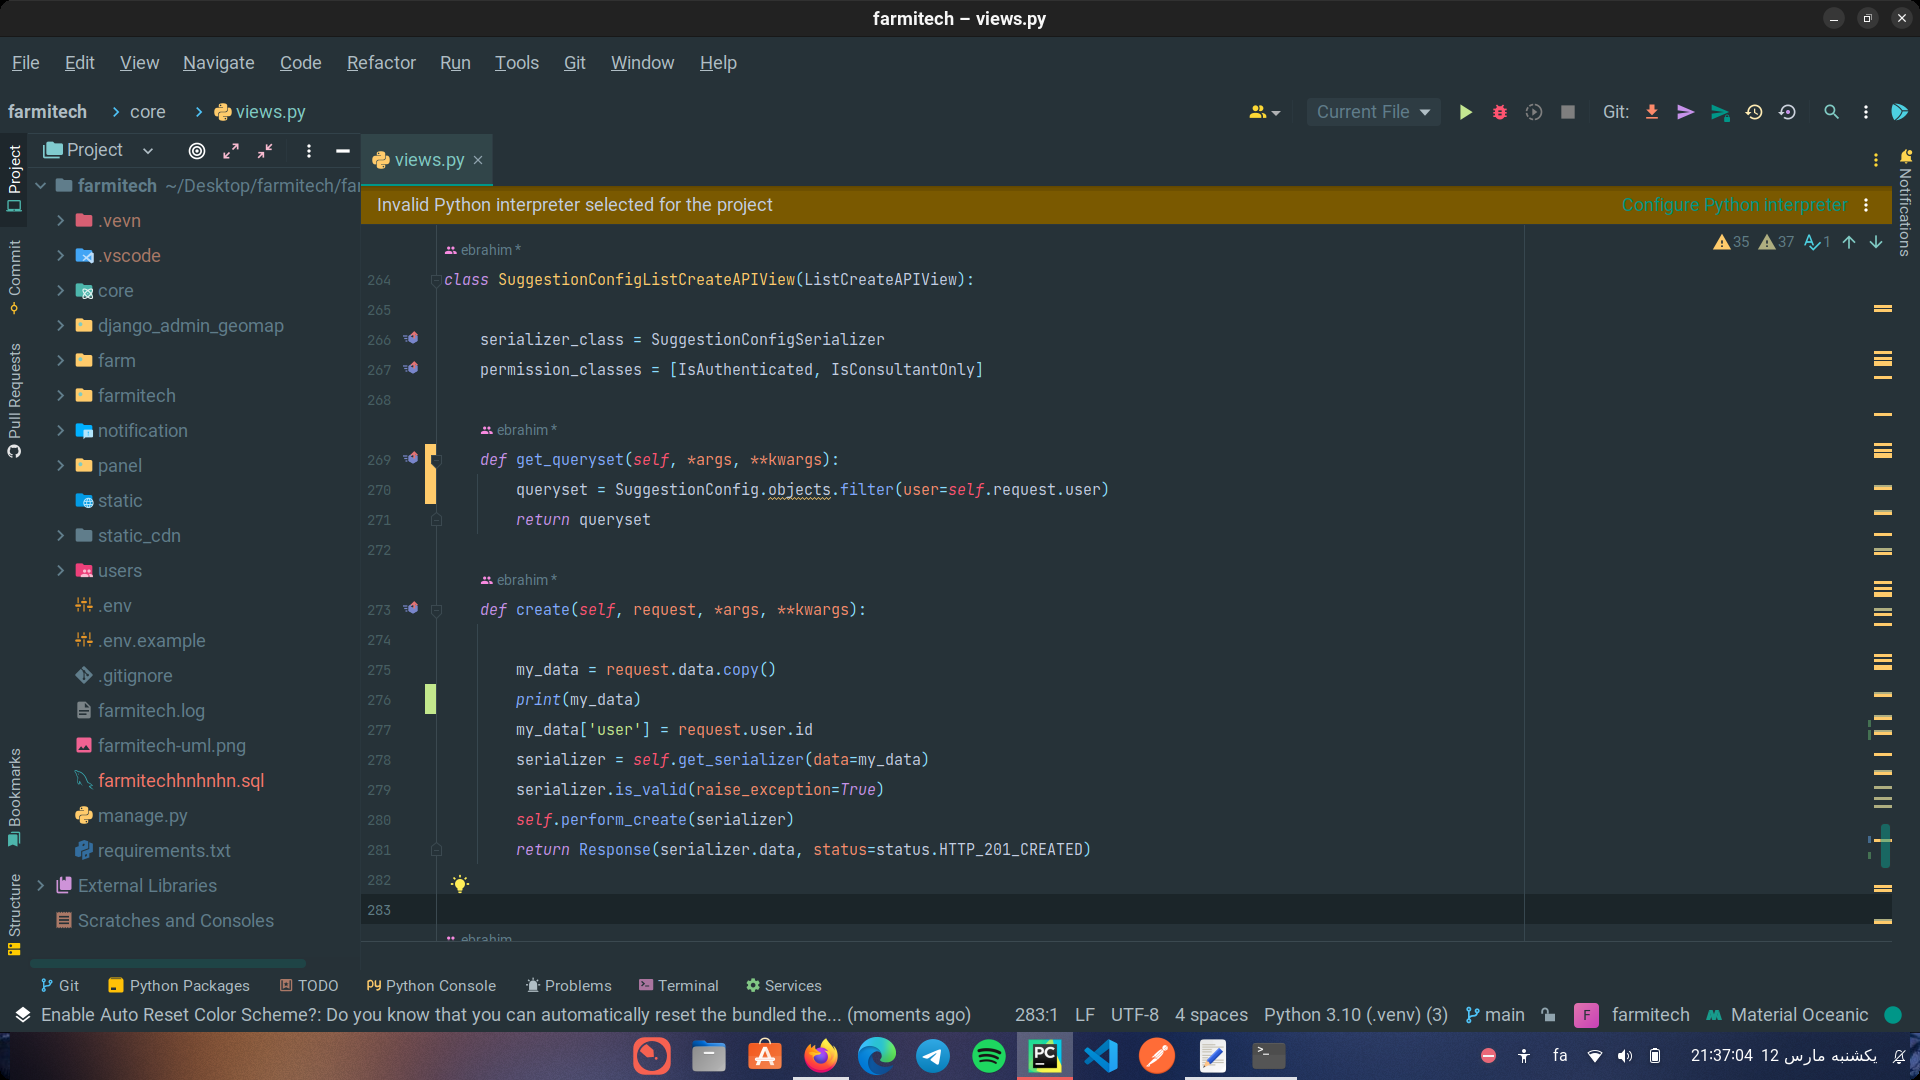 farmitech – views.py
File Edit View Navigate Code Refactor Run Tools Git Window Help
farmitech core views.py Current File Git:
Project
views.py
Invalid Python interpreter selected for the project Configure Python interpreter
35 37 1
Project
Commit
Pull Requests
Bookmarks
Structure
Notifications
farmitech ~/Desktop/farmitech/far
.vevn
.vscode
core
django_admin_geomap
farm
farmitech
notification
panel
static
static_cdn
users
.env
.env.example
.gitignore
farmitech.log
farmitech-uml.png
farmitechhnhnhn.sql
manage.py
requirements.txt
External Libraries
Scratches and Consoles
ebrahim *
264 class SuggestionConfigListCreateAPIView(ListCreateAPIView):
265
266 serializer_class = SuggestionConfigSerializer
267 permission_classes = [IsAuthenticated, IsConsultantOnly]
268
ebrahim *
269 def get_queryset(self, *args, **kwargs):
270 queryset = SuggestionConfig.objects.filter(user=self.request.user)
271 return queryset
272
ebrahim *
273 def create(self, request, *args, **kwargs):
274
275 my_data = request.data.copy()
276 print(my_data)
277 my_data['user'] = request.user.id
278 serializer = self.get_serializer(data=my_data)
279 serializer.is_valid(raise_exception=True)
280 self.perform_create(serializer)
281 return Response(serializer.data, status=status.HTTP_201_CREATED)
282
283
ebrahim
Git Python Packages TODO Python Console Problems Terminal Services
Enable Auto Reset Color Scheme?: Do you know that you can automatically reset the bundled the... (moments ago) 283:1 LF UTF-8 4 spaces Python 3.10 (.venv) (3) main F farmitech Material Oceanic
PC fa 21:37:04 یکشنبه مارس 12